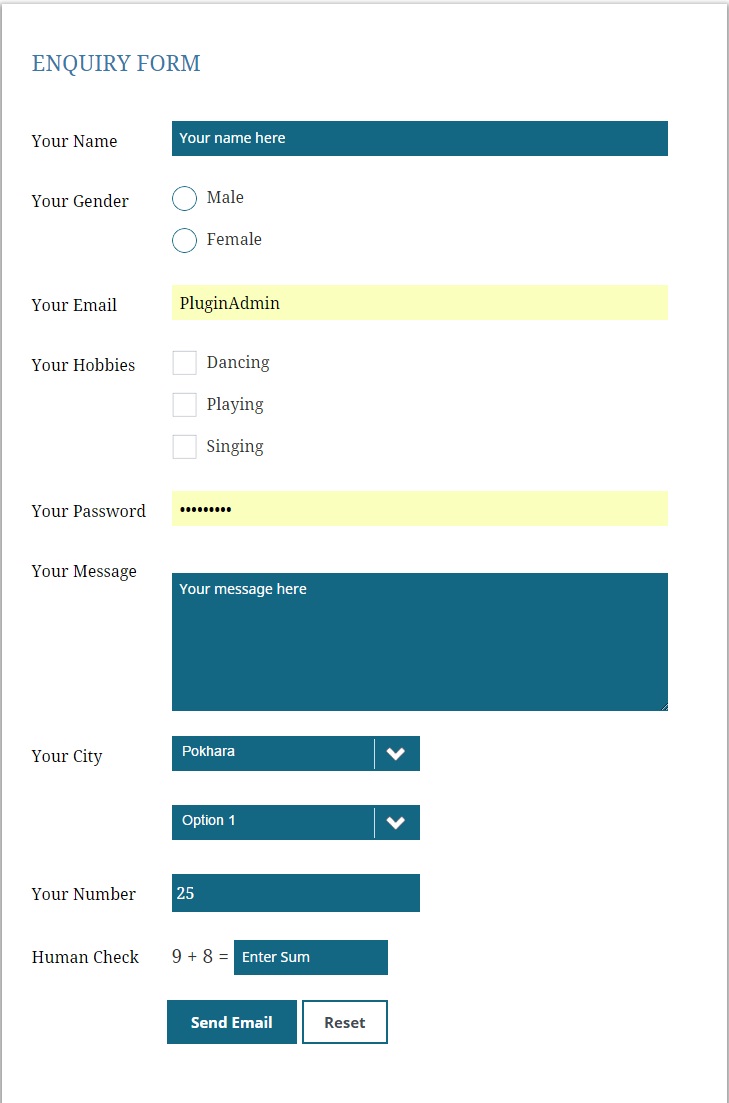 ENQUIRY FORM
Your Name Your name here
Your Gender Male
Female
Your Email PluginAdmin
Your Hobbies Dancing
Playing
Singing
Your Password •••••••••
Your Message
Your message here
Your City Pokhara
Option 1
Your Number 25
Human Check 9 + 8 = Enter Sum
Send Email Reset